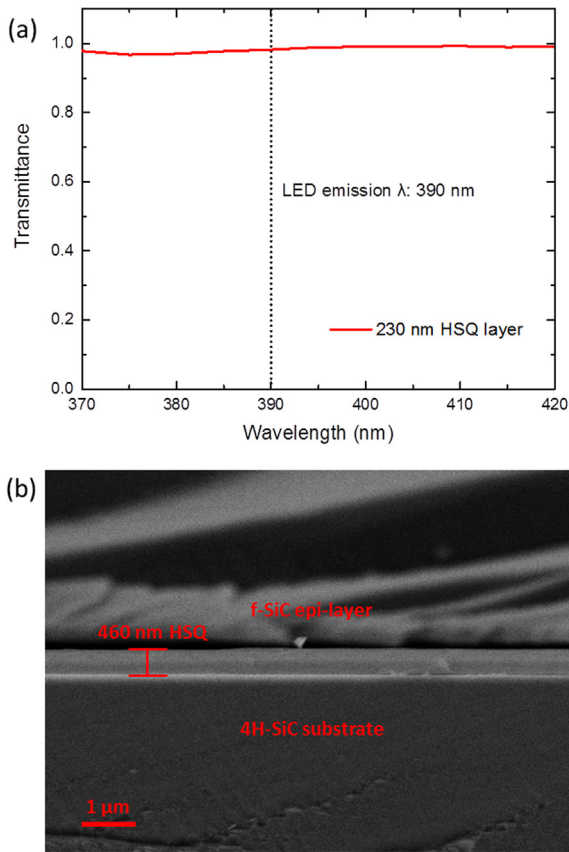 (a)
1.0
0.8
0.6
0.4
0.2
0.0
Transmittance
LED emission λ: 390 nm
230 nm HSQ layer
370 380 390 400 410 420
Wavelength (nm)
(b)
f-SiC epi-layer
460 nm HSQ
4H-SiC substrate
1 μm